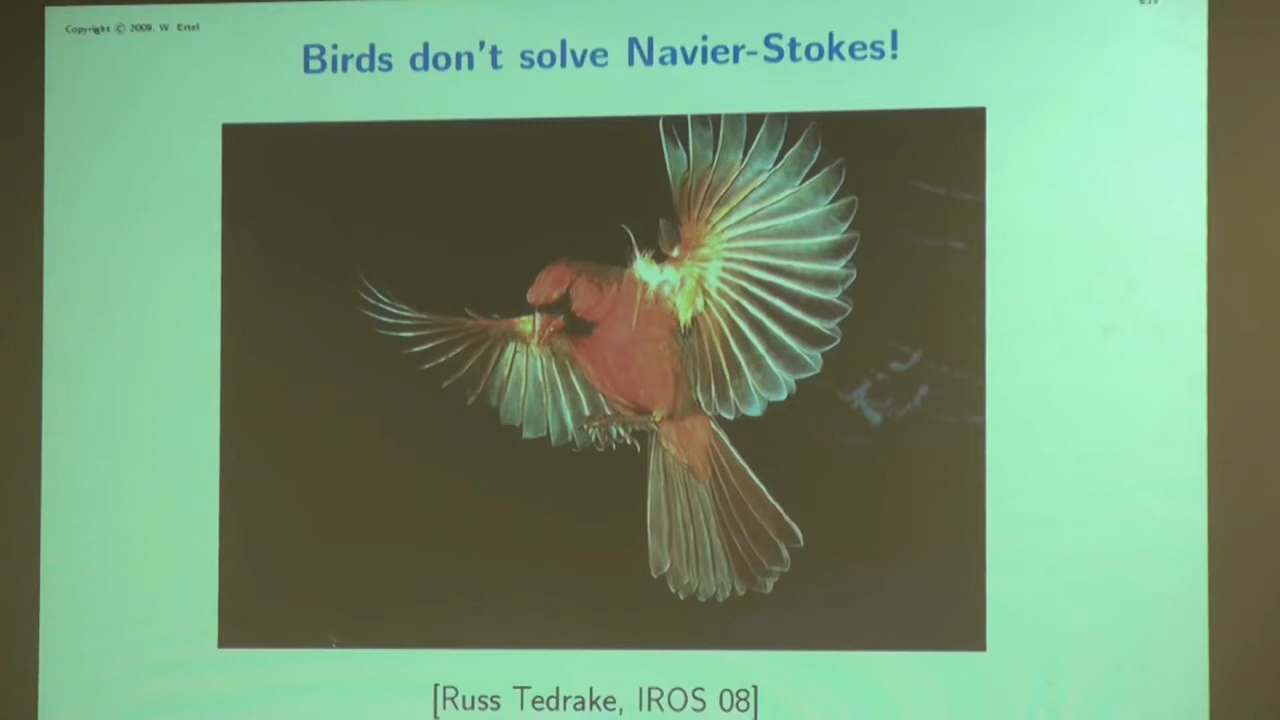 Copyright © 2009, W. Ertel
Birds don't solve Navier-Stokes!
[Russ Tedrake, IROS 08]